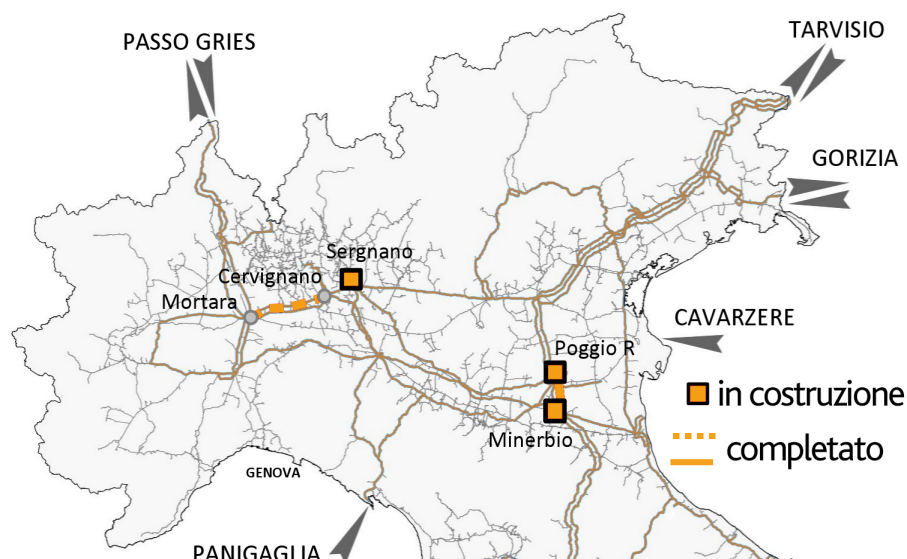 PASSO GRIES
TARVISIO
GORIZIA
Sergnano
Cervignano
Mortara
CAVARZERE
Poggio R
in costruzione
Minerbio
completato
GENOVA
PANIGAGLIA